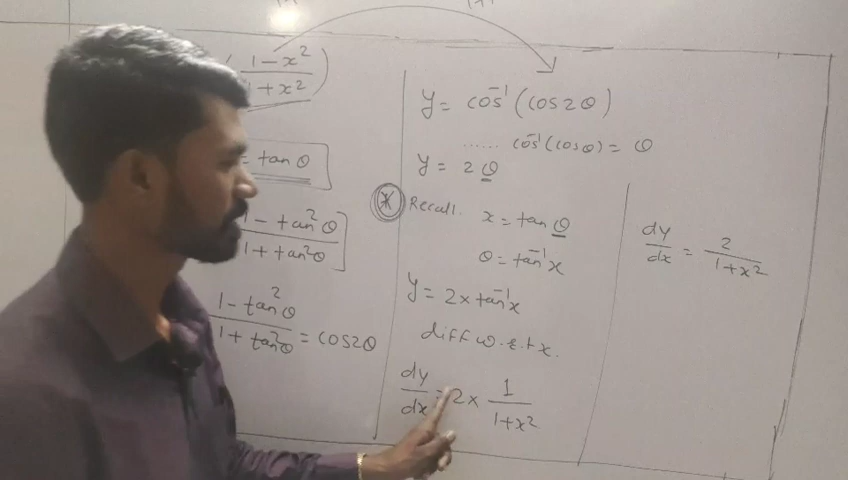 1 - x²
1 + x²
= tan θ
1 - tan²θ
1 + tan²θ
1 - tan²θ
1 + tan²θ = cos2θ
y = cos⁻¹(cos2θ)
...... cos⁻¹(cosθ) = θ
y = 2θ
* Recall. x = tan θ
θ = tan⁻¹x
y = 2 × tan⁻¹x
diff w.r.t x.
dy/dx = 2 × 1/1+x²
dy/dx = 2/1+x²